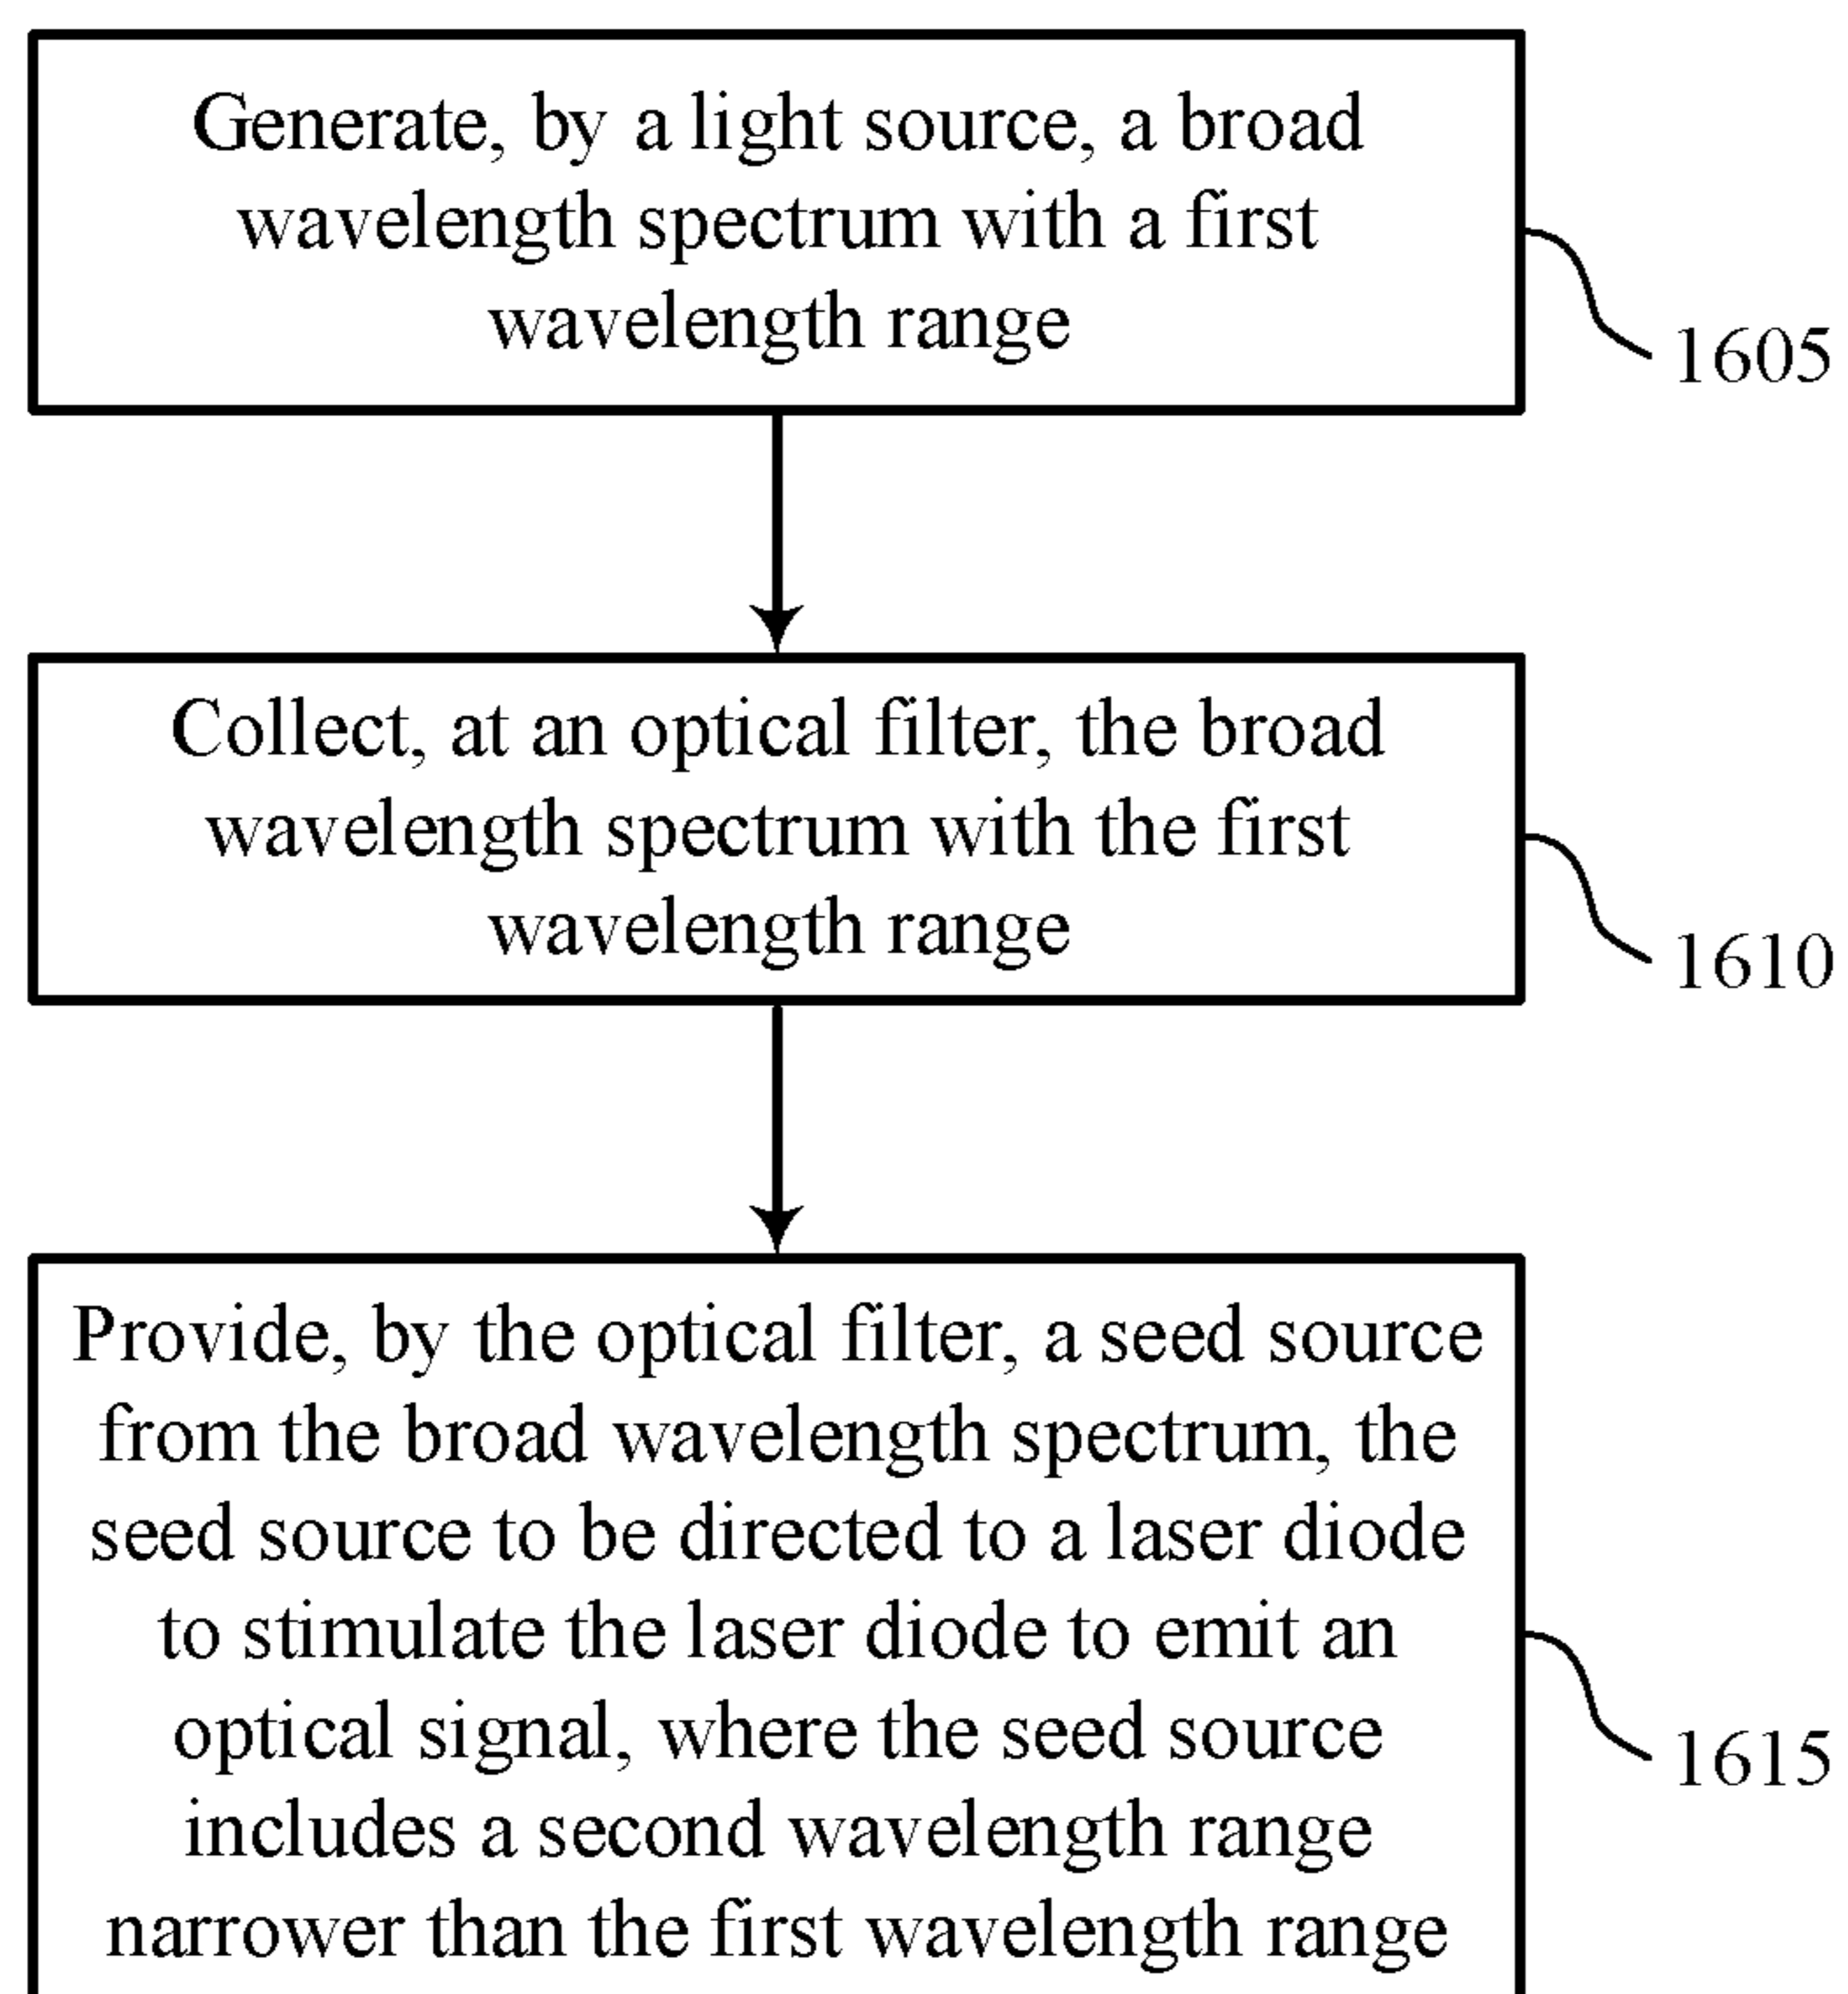 Generate, by a light source, a broad
wavelength spectrum with a first
wavelength range
1605
Collect, at an optical filter, the broad
wavelength spectrum with the first
wavelength range
1610
Provide, by the optical filter, a seed source
from the broad wavelength spectrum, the
seed source to be directed to a laser diode
to stimulate the laser diode to emit an
optical signal, where the seed source
includes a second wavelength range
narrower than the first wavelength range
1615